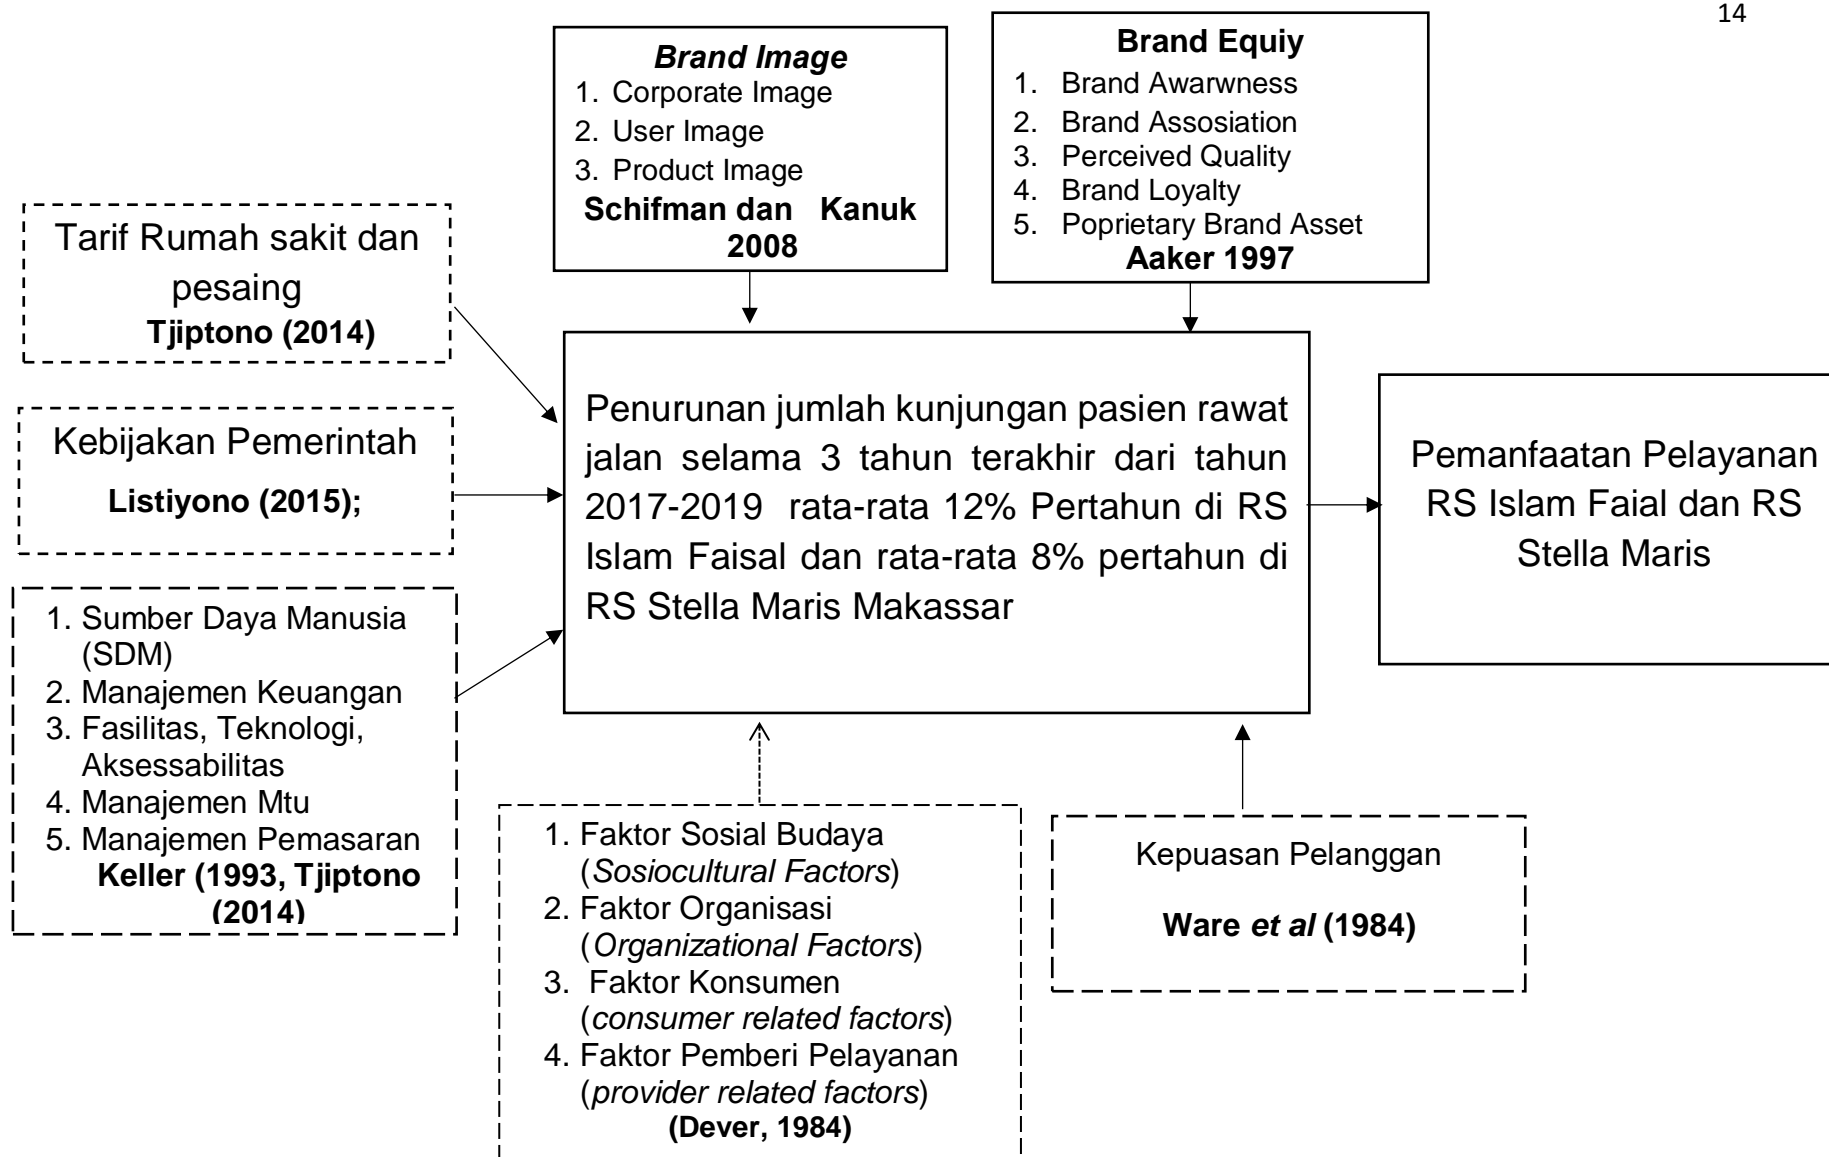 14
Brand Image
1. Corporate Image
2. User Image
3. Product Image
Schifman dan Kanuk
2008
Brand Equiy
1. Brand Awarwness
2. Brand Assosiation
3. Perceived Quality
4. Brand Loyalty
5. Poprietary Brand Asset
Aaker 1997
Tarif Rumah sakit dan
pesaing
Tjiptono (2014)
Kebijakan Pemerintah
Listiyono (2015);
1. Sumber Daya Manusia
(SDM)
2. Manajemen Keuangan
3. Fasilitas, Teknologi,
Aksessabilitas
4. Manajemen Mtu
5. Manajemen Pemasaran
Keller (1993, Tjiptono
(2014)
Penurunan jumlah kunjungan pasien rawat
jalan selama 3 tahun terakhir dari tahun
2017-2019 rata-rata 12% Pertahun di RS
Islam Faisal dan rata-rata 8% pertahun di
RS Stella Maris Makassar
Pemanfaatan Pelayanan
RS Islam Faial dan RS
Stella Maris
1. Faktor Sosial Budaya
(Sosiocultural Factors)
2. Faktor Organisasi
(Organizational Factors)
3. Faktor Konsumen
(consumer related factors)
4. Faktor Pemberi Pelayanan
(provider related factors)
(Dever, 1984)
Kepuasan Pelanggan
Ware et al (1984)